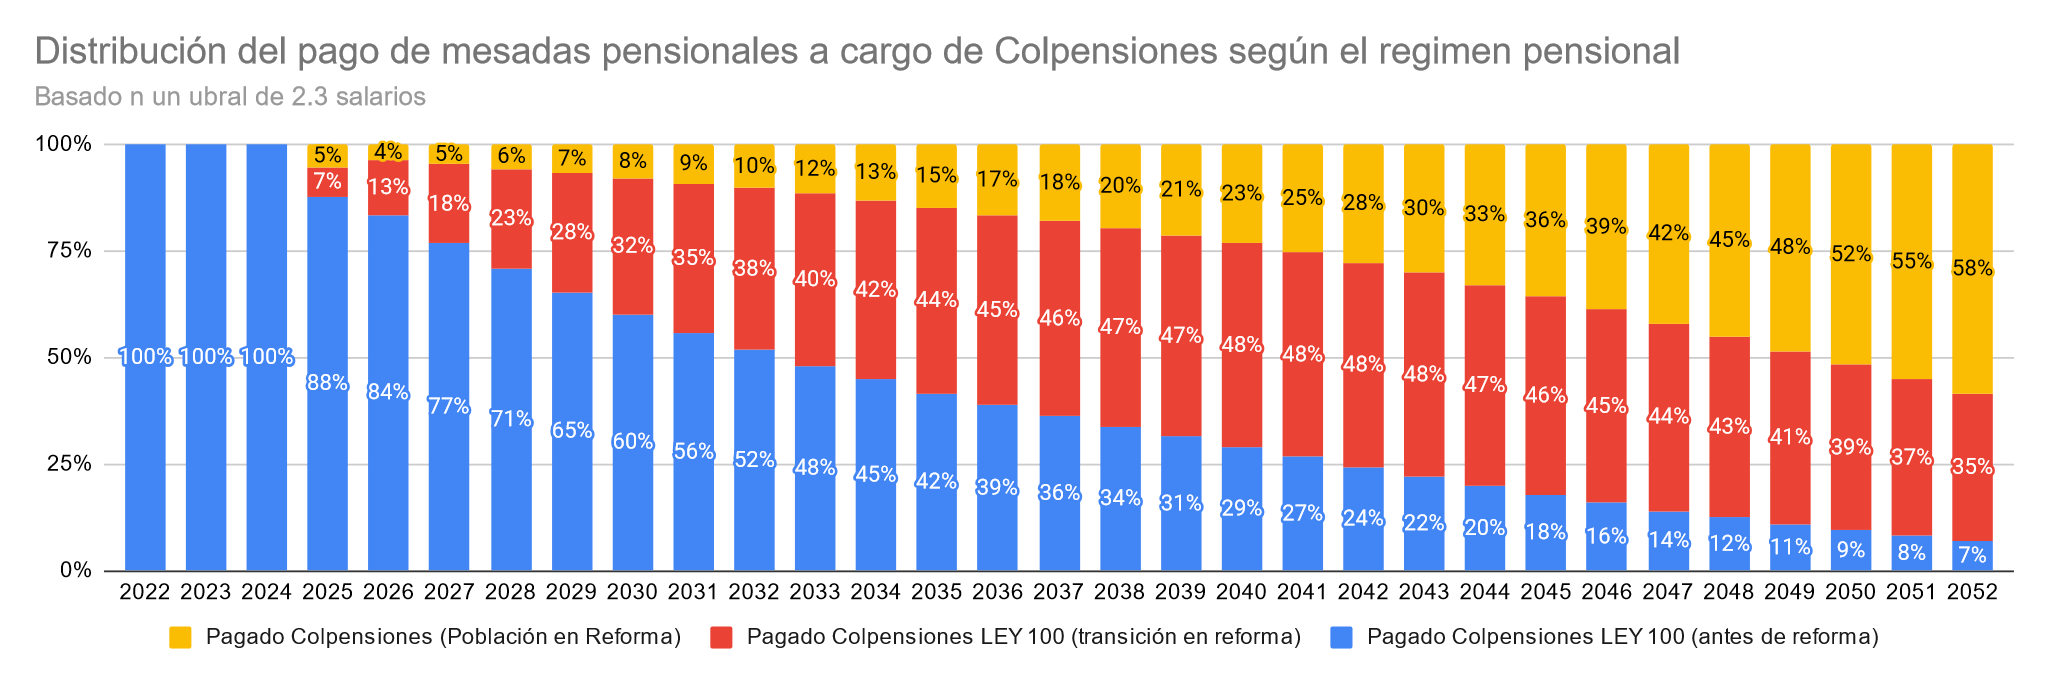 Distribución del pago de mesadas pensionales a cargo de Colpensiones según el regimen pensional
Basado n un ubral de 2.3 salarios
100%
75%
50%
25%
0%
5% 4% 5% 6% 7% 8% 9% 10% 12% 13% 15% 17% 18% 20% 21% 23% 25% 28% 30% 33% 36% 39% 42% 45% 48% 52% 55% 58%
7% 13% 18% 23% 28% 32% 35% 38% 40% 42% 44% 45% 46% 47% 47% 48% 48% 48% 48% 47% 46% 45% 44% 43% 41% 39% 37% 35%
100% 100% 100% 88% 84% 77% 71% 65% 60% 56% 52% 48% 45% 42% 39% 36% 34% 31% 29% 27% 24% 22% 20% 18% 16% 14% 12% 11% 9% 8% 7%
2022 2023 2024 2025 2026 2027 2028 2029 2030 2031 2032 2033 2034 2035 2036 2037 2038 2039 2040 2041 2042 2043 2044 2045 2046 2047 2048 2049 2050 2051 2052
Pagado Colpensiones (Población en Reforma) Pagado Colpensiones LEY 100 (transición en reforma) Pagado Colpensiones LEY 100 (antes de reforma)